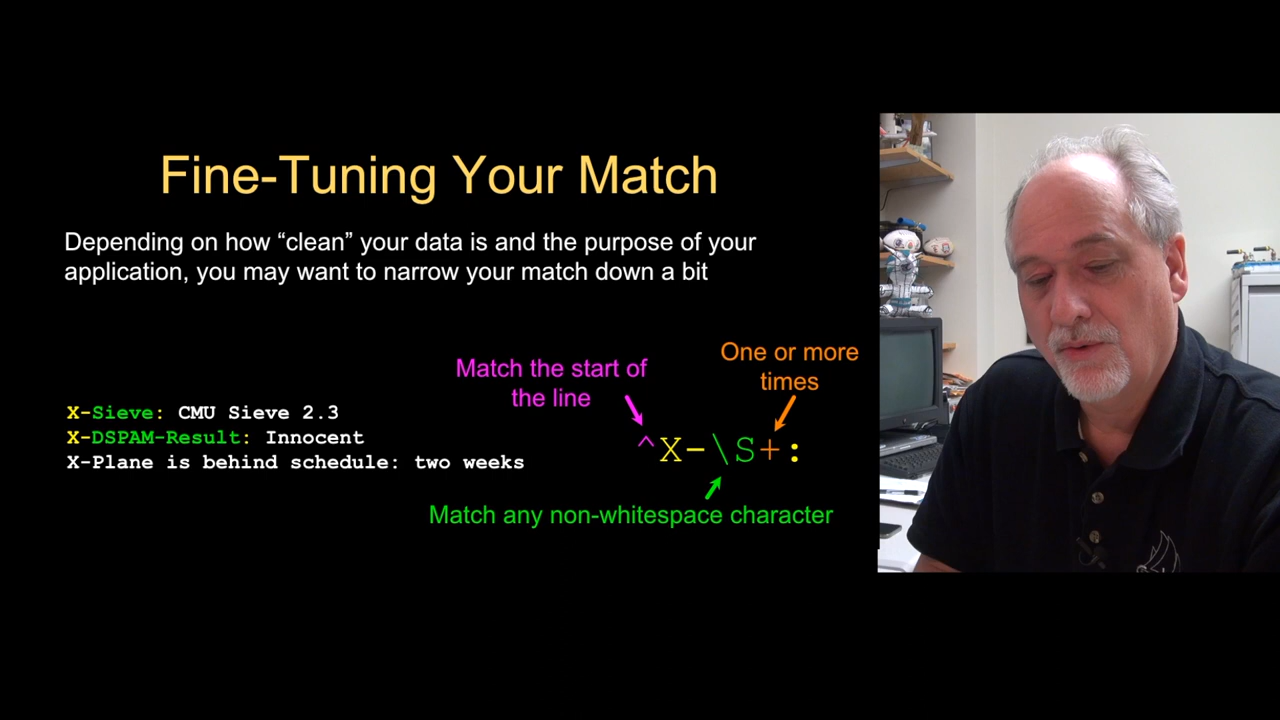 Fine-Tuning Your Match
Depending on how “clean” your data is and the purpose of your
application, you may want to narrow your match down a bit
Match the start of
the line
One or more
times
X-Sieve: CMU Sieve 2.3
X-DSPAM-Result: Innocent
X-Plane is behind schedule: two weeks
^X-\S+:
Match any non-whitespace character